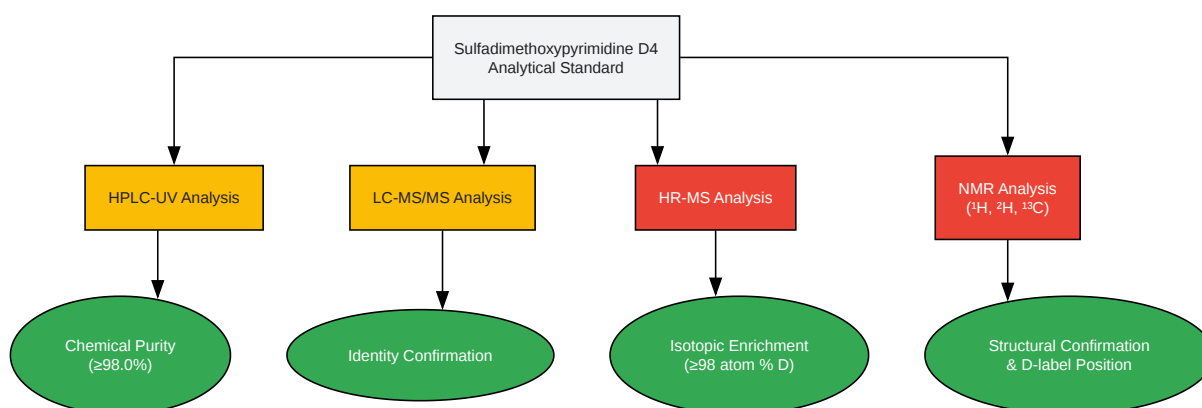 Sulfadimethoxypyrimidine D4
Analytical Standard
HPLC-UV Analysis
LC-MS/MS Analysis
HR-MS Analysis
NMR Analysis
(¹H, ²H, ¹³C)
Chemical Purity
(≥98.0%)
Identity Confirmation
Isotopic Enrichment
(≥98 atom % D)
Structural Confirmation
& D-label Position